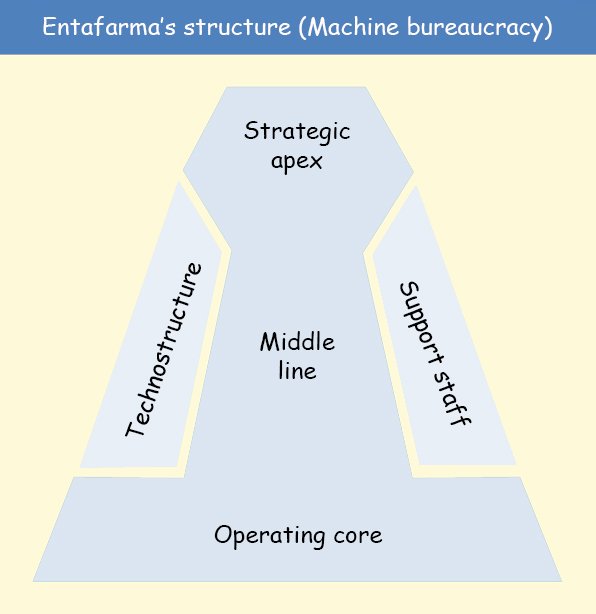 Entafarma's structure (Machine bureaucracy)
Strategic
apex
Technostructure
Support staff
Middle
line
Operating core